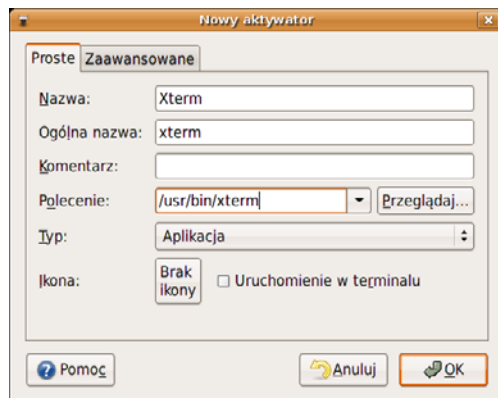 Nowy aktywator
Proste Zaawansowane
Nazwa: Xterm
Ogólna nazwa: xterm
Komentarz:
Polecenie: /usr/bin/xterm Przeglądaj...
Typ: Aplikacja
Ikona: Brak ikony Uruchomienie w terminalu
Pomoc Anuluj OK